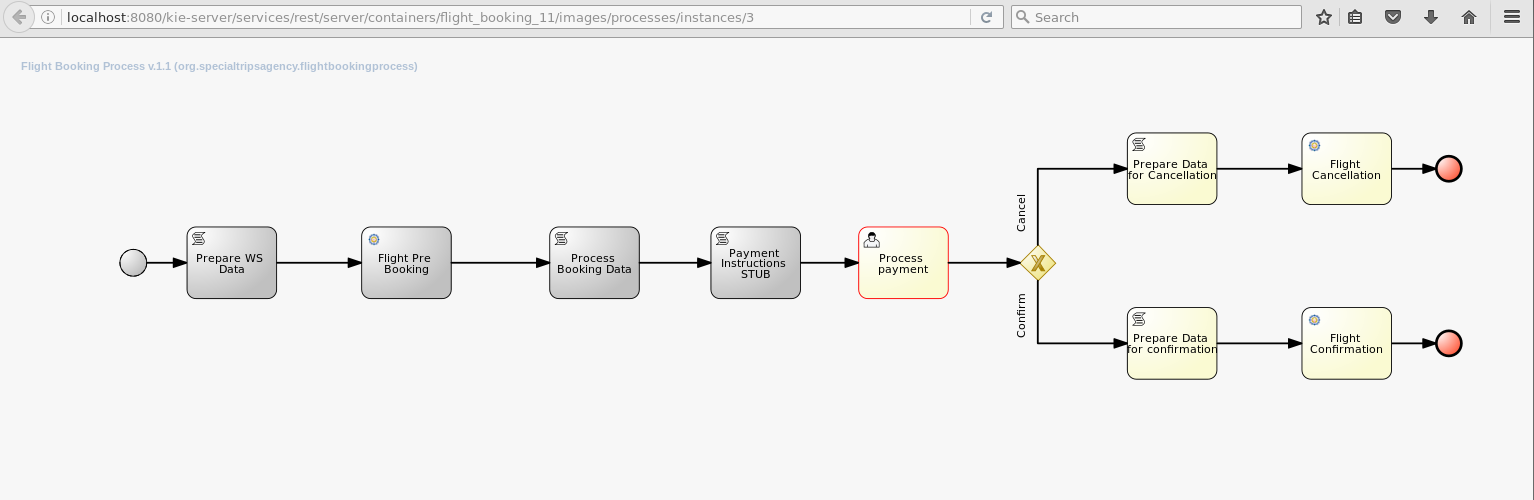 localhost:8080/kie-server/services/rest/server/containers/flight_booking_11/images/processes/instances/3
Search
Flight Booking Process v.1.1 (org.specialtripsagency.flightbookingprocess)
Prepare WS
Data
Flight Pre
Booking
Process
Booking Data
Payment
Instructions
STUB
Process
payment
Cancel
Confirm
Prepare Data
for Cancellation
Flight
Cancellation
Prepare Data
for confirmation
Flight
Confirmation